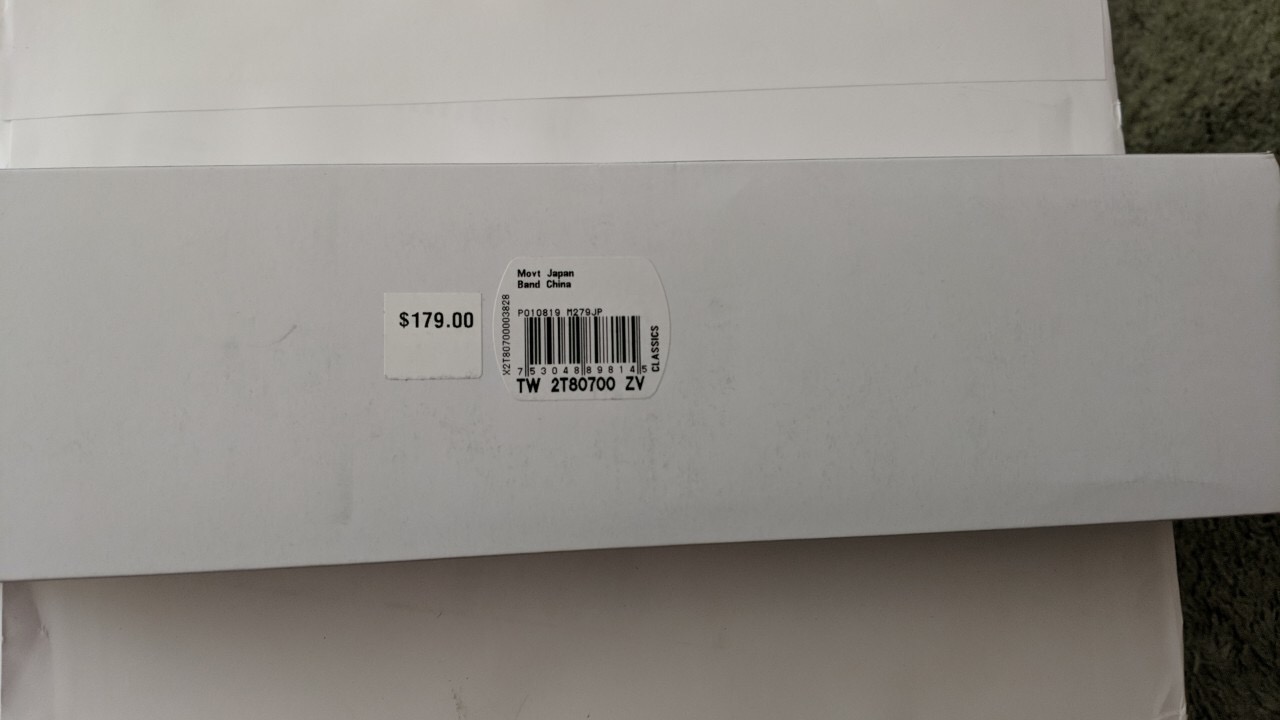 $179.00
Movt Japan
Band China
X2T80700003828
P010819 M279JP
CLASSICS
7 53048 89814 5
TW 2T80700 ZV